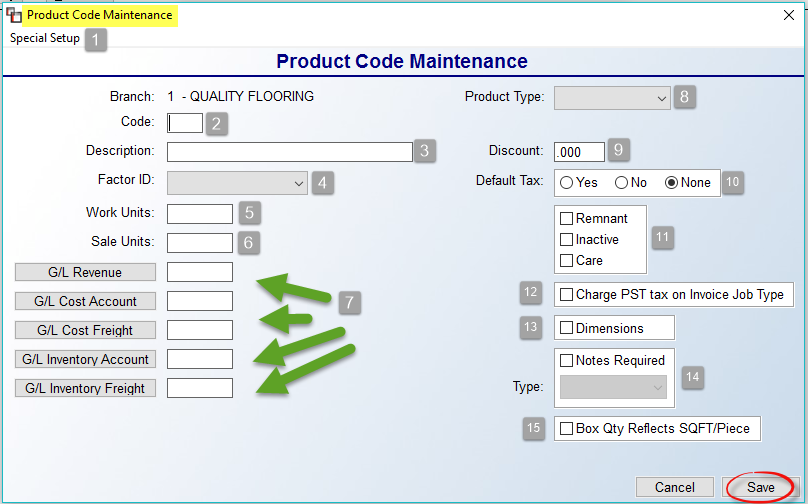 Product Code Maintenance
Special Setup 1
Product Code Maintenance
Branch: 1 - QUALITY FLOORING
Product Type: 8
Code: 2
Description: 3
Discount: .000 9
Factor ID: 4
Default Tax: Yes No None 10
Work Units: 5
Remnant
Inactive
Care
11
Sale Units: 6
G/L Revenue
G/L Cost Account
G/L Cost Freight
G/L Inventory Account
G/L Inventory Freight
7
12 Charge PST tax on Invoice Job Type
13 Dimensions
Notes Required
Type: 14
15 Box Qty Reflects SQFT/Piece
Cancel Save